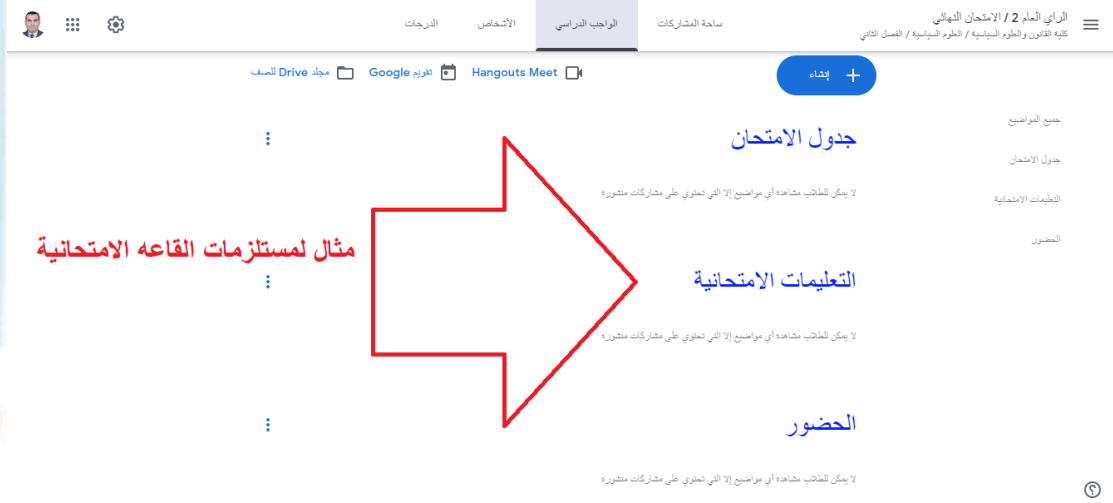 الراي العام 2 / الامتحان النهائي
كلية القانون والعلوم السياسية / العلوم السياسية / الفصل الثاني
ساحة المشاركات
الواجب الدراسي
الأشخاص
الدرجات
إنشاء
Hangouts Meet
تقويم Google
مجلد Drive للصف
جميع المواضيع
جدول الامتحان
التعليمات الامتحانية
الحضور
جدول الامتحان
لا يمكن للطلاب مشاهدة أي مواضيع إلا التي تحتوي على مشاركات منشورة
مثال لمستلزمات القاعه الامتحانية
التعليمات الامتحانية
لا يمكن للطلاب مشاهدة أي مواضيع إلا التي تحتوي على مشاركات منشورة
الحضور
لا يمكن للطلاب مشاهدة أي مواضيع إلا التي تحتوي على مشاركات منشورة